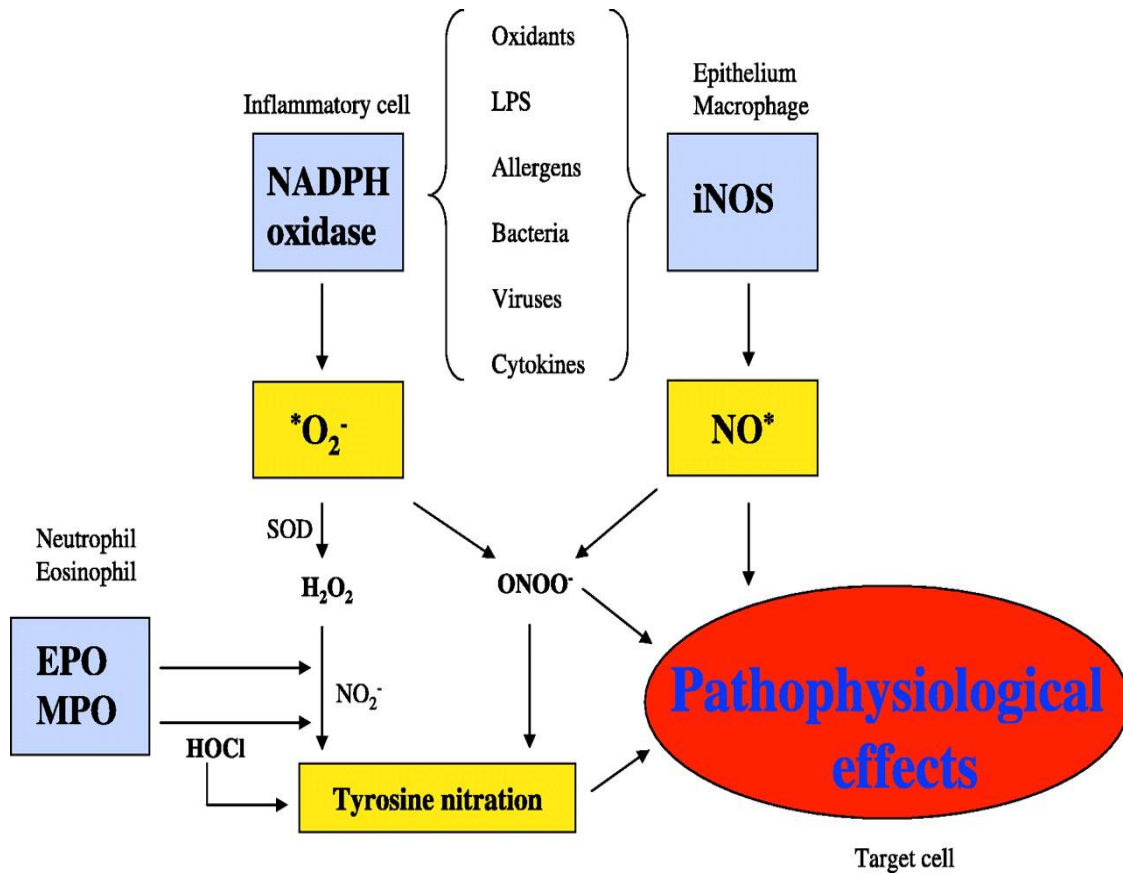 Oxidants
LPS
Allergens
Bacteria
Viruses
Cytokines
Inflammatory cell
NADPH
oxidase
Epithelium
Macrophage
iNOS
*O₂⁻
NO*
SOD
H₂O₂
ONOO⁻
Neutrophil
Eosinophil
EPO
MPO
NO₂⁻
HOCl
Tyrosine nitration
Pathophysiological
effects
Target cell